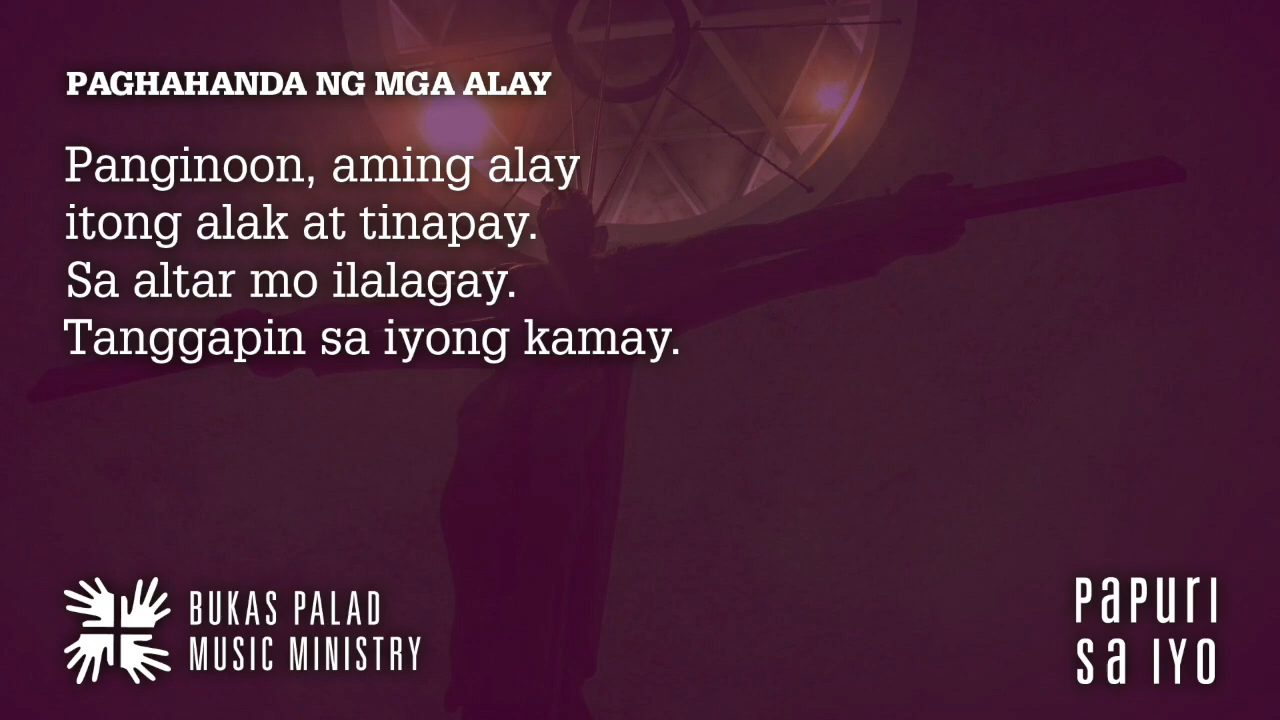 PAGHAHANDA NG MGA ALAY
Panginoon, aming alay
itong alak at tinapay.
Sa altar mo ilalagay.
Tanggapin sa iyong kamay.
BUKAS PALAD
MUSIC MINISTRY
PaPURI
Sa IYO